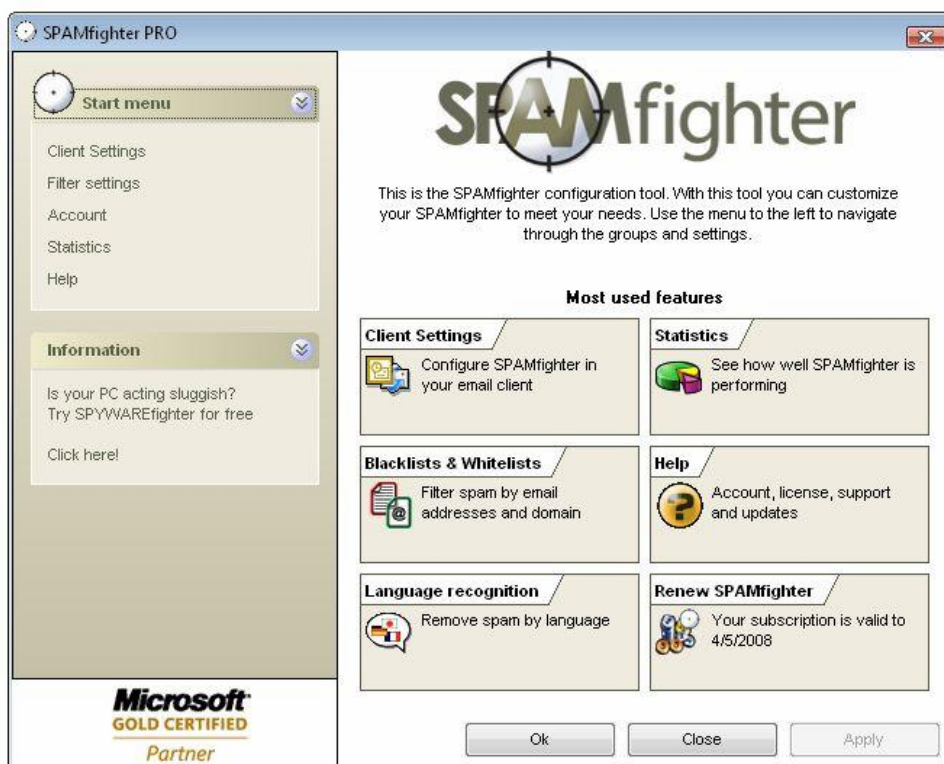 SPAMfighter PRO
Start menu
Client Settings
Filter settings
Account
Statistics
Help
Information
Is your PC acting sluggish?
Try SPYWAREfighter for free
Click here!
Microsoft
GOLD CERTIFIED
Partner
SPAMfighter
This is the SPAMfighter configuration tool. With this tool you can customize
your SPAMfighter to meet your needs. Use the menu to the left to navigate
through the groups and settings.
Most used features
Client Settings
Configure SPAMfighter in
your email client
Statistics
See how well SPAMfighter is
performing
Blacklists & Whitelists
Filter spam by email
addresses and domain
Help
Account, license, support
and updates
Language recognition
Remove spam by language
Renew SPAMfighter
Your subscription is valid to
4/5/2008
Ok
Close
Apply